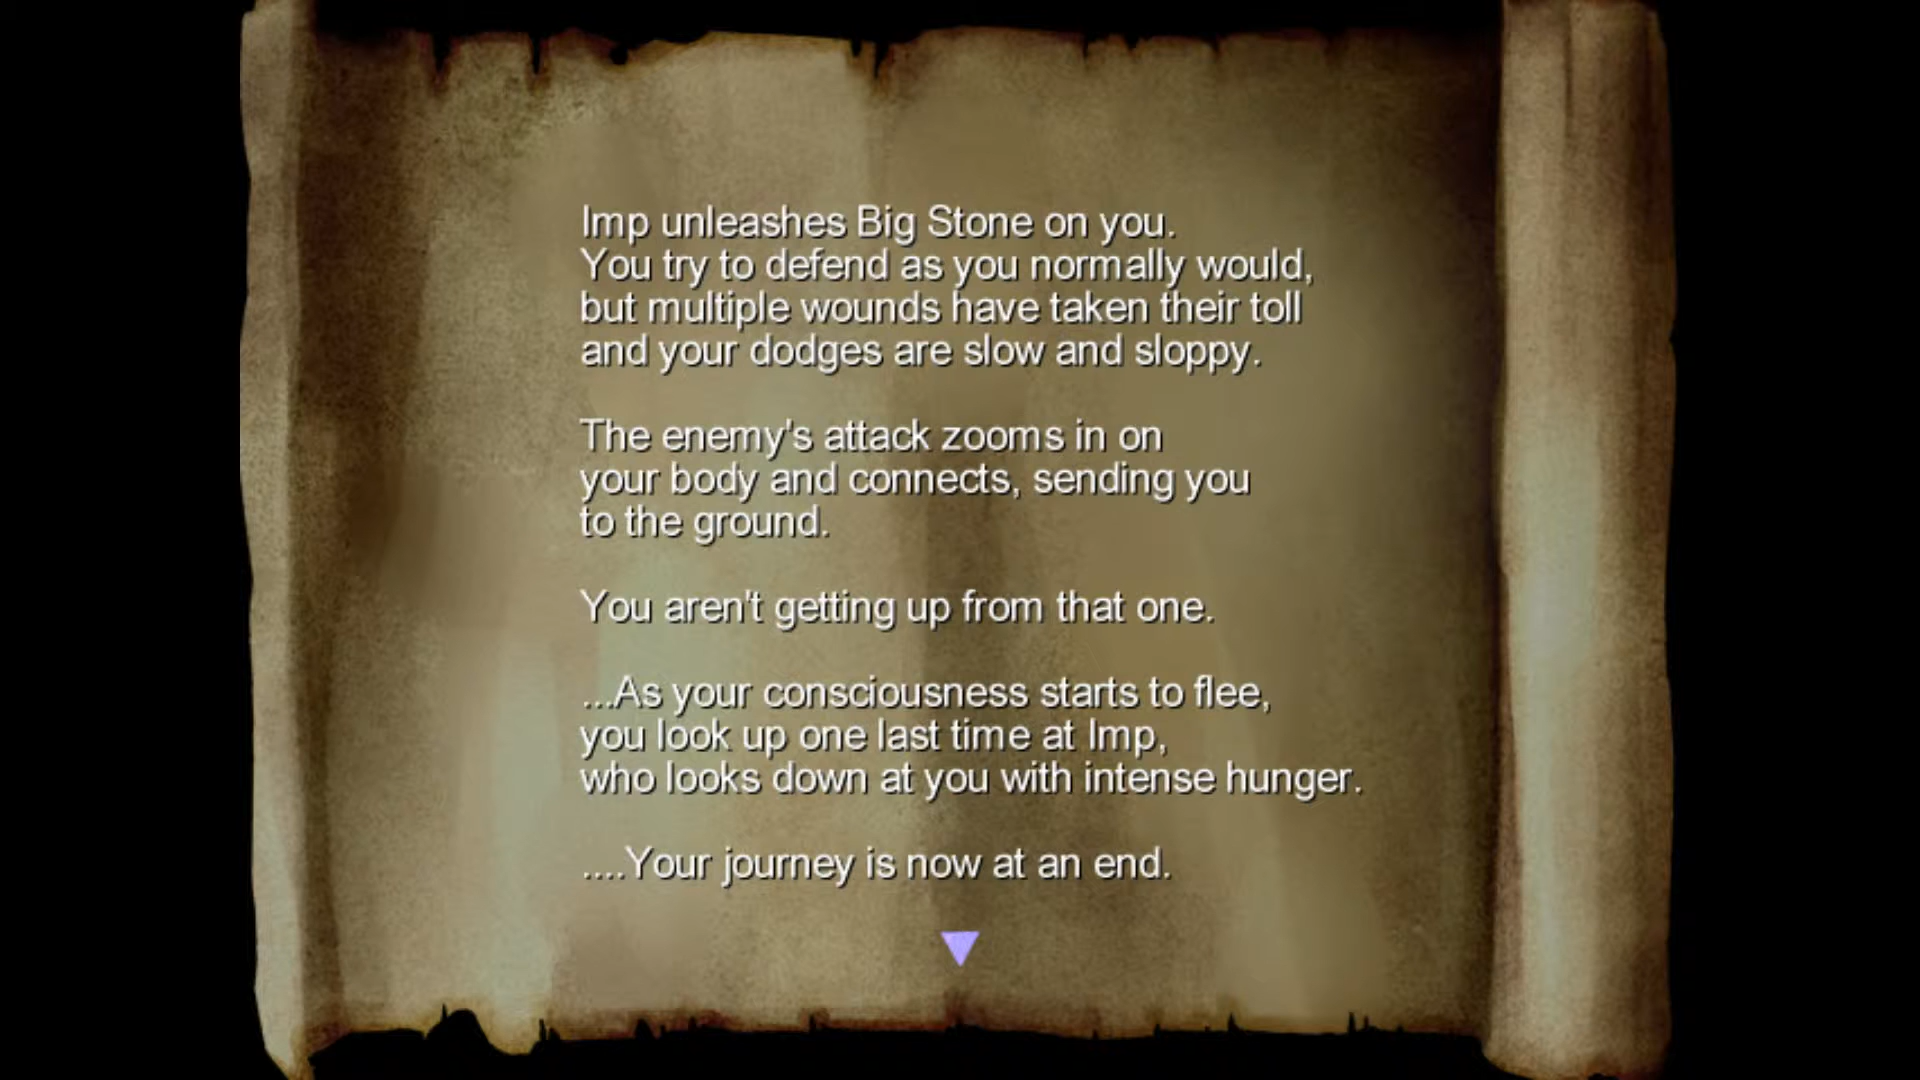 Imp unleashes Big Stone on you.
You try to defend as you normally would,
but multiple wounds have taken their toll
and your dodges are slow and sloppy.
The enemy's attack zooms in on
your body and connects, sending you
to the ground.
You aren't getting up from that one.
...As your consciousness starts to flee,
you look up one last time at Imp,
who looks down at you with intense hunger.
....Your journey is now at an end.